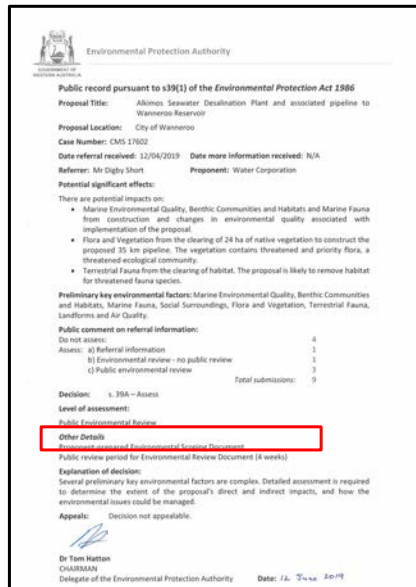 GOVERNMENT OF
WESTERN AUSTRALIA
Environmental Protection Authority
Public record pursuant to s39(1) of the Environmental Protection Act 1986
Proposal Title: Alkimos Seawater Desalination Plant and associated pipeline to
Wanneroo Reservoir
Proposal Location: City of Wanneroo
Case Number: CMS 17602
Date referral received: 12/04/2019 Date more information received: N/A
Referrer: Mr Digby Short Proponent: Water Corporation
Potential significant effects:
There are potential impacts on:
• Marine Environmental Quality, Benthic Communities and Habitats and Marine Fauna
from construction and changes in environmental quality associated with
implementation of the proposal.
• Flora and Vegetation from the clearing of 24 ha of native vegetation to construct the
proposed 35 km pipeline. The vegetation contains threatened and priority flora, a
threatened ecological community.
• Terrestrial Fauna from the clearing of habitat. The proposal is likely to remove habitat
for threatened fauna species.
Preliminary key environmental factors: Marine Environmental Quality, Benthic Communities
and Habitats, Marine Fauna, Social Surroundings, Flora and Vegetation, Terrestrial Fauna,
Landforms and Air Quality.
Public comment on referral information:
Do not assess: 4
Assess: a) Referral information 1
b) Environmental review - no public review 1
c) Public environmental review 3
Total submissions: 9
Decision: s. 39A – Assess
Level of assessment:
Public Environmental Review
Other Details
Proponent-prepared Environmental Scoping Document
Public review period for Environmental Review Document (4 weeks)
Explanation of decision:
Several preliminary key environmental factors are complex. Detailed assessment is required
to determine the extent of the proposal's direct and indirect impacts, and how the
environmental issues could be managed.
Appeals: Decision not appealable.
Dr Tom Hatton
CHAIRMAN
Delegate of the Environmental Protection Authority Date: 12 June 2019